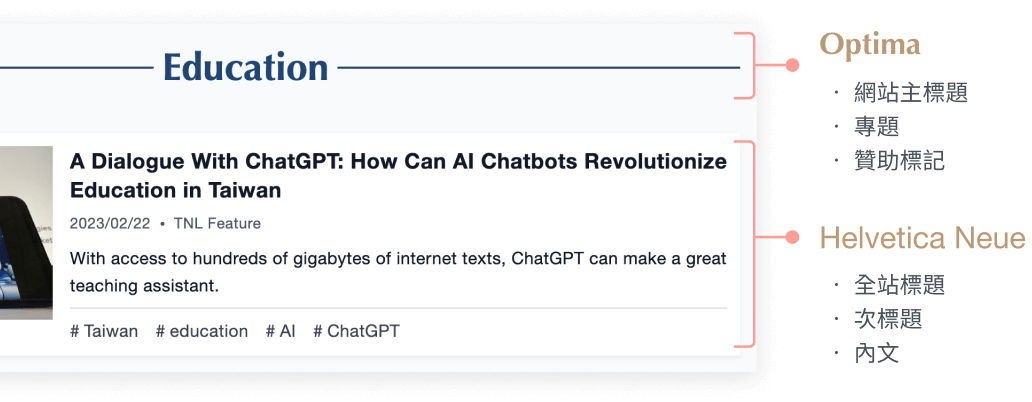 Education
A Dialogue With ChatGPT: How Can AI Chatbots Revolutionize
Education in Taiwan
2023/02/22 • TNL Feature
With access to hundreds of gigabytes of internet texts, ChatGPT can make a great
teaching assistant.
# Taiwan # education # AI # ChatGPT
Optima
· 網站主標題
· 專題
· 贊助標記
Helvetica Neue
· 全站標題
· 次標題
· 內文